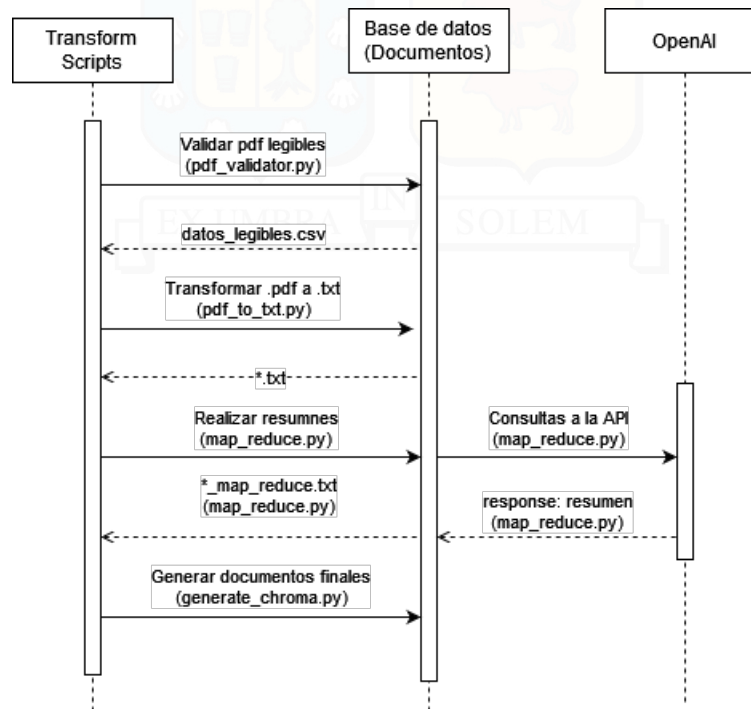 Transform
Scripts
Base de datos
(Documentos)
OpenAI
Validar pdf legibles
(pdf_validator.py)
EX UMBRA
IN
SOLEM
datos_legibles.csv
Transformar .pdf a .txt
(pdf_to_txt.py)
*.txt
Realizar resumnes
(map_reduce.py)
Consultas a la API
(map_reduce.py)
*_map_reduce.txt
(map_reduce.py)
response: resumen
(map_reduce.py)
Generar documentos finales
(generate_chroma.py)